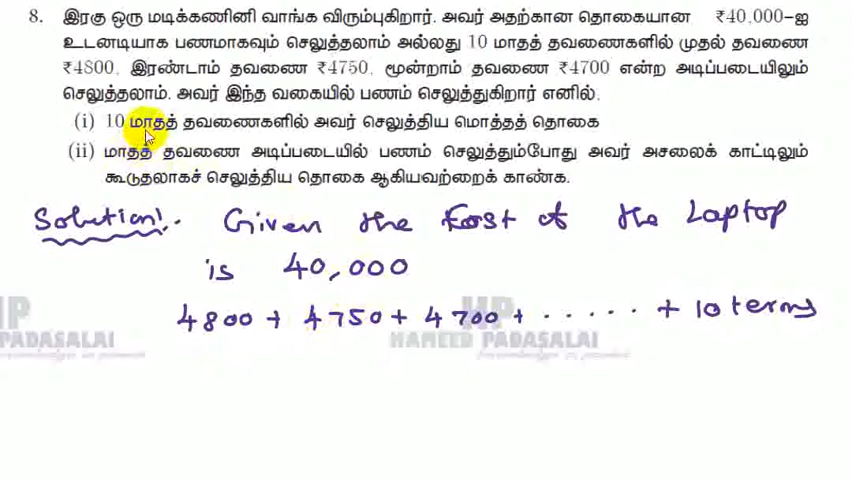 8. இரகு ஒரு மடிக்கணினி வாங்க விரும்புகிறார். அவர் அதற்கான தொகையான ₹40,000-ஐ
உடனடியாக பணமாகவும் செலுத்தலாம் அல்லது 10 மாதத் தவணைகளில் முதல் தவணை
₹4800, இரண்டாம் தவணை ₹4750, மூன்றாம் தவணை ₹4700 என்ற அடிப்படையிலும்
செலுத்தலாம். அவர் இந்த வகையில் பணம் செலுத்துகிறார் எனில்,
(i) 10 மாதத் தவணைகளில் அவர் செலுத்திய மொத்தத் தொகை
(ii) மாதத் தவணை அடிப்படையில் பணம் செலுத்தும்போது அவர் அசலைக் காட்டிலும்
கூடுதலாகச் செலுத்திய தொகை ஆகியவற்றைக் காண்க.
Solution:. Given the Cost of the Laptop
is 40,000
4800 + 4750 + 4700 + ...... + 10 terms
HP
PADASALAI
HAMEED PADASALAI